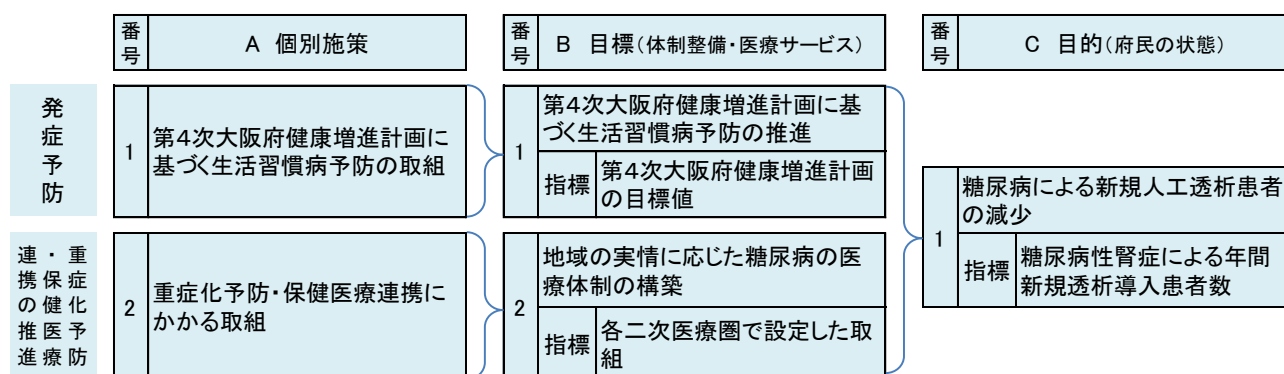 番号
A 個別施策
番号
B 目標(体制整備・医療サービス)
番号
C 目的(府民の状態)
発症予防
1
第4次大阪府健康増進計画に
基づく生活習慣病予防の取組
1
第4次大阪府健康増進計画に基
づく生活習慣病予防の推進
指標
第4次大阪府健康増進計画
の目標値
重症化予防
・保健医療
連携の推進
2
重症化予防・保健医療連携に
かかる取組
2
地域の実情に応じた糖尿病の医
療体制の構築
指標
各二次医療圏で設定した取
組
1
糖尿病による新規人工透析患者
の減少
指標
糖尿病性腎症による年間
新規透析導入患者数